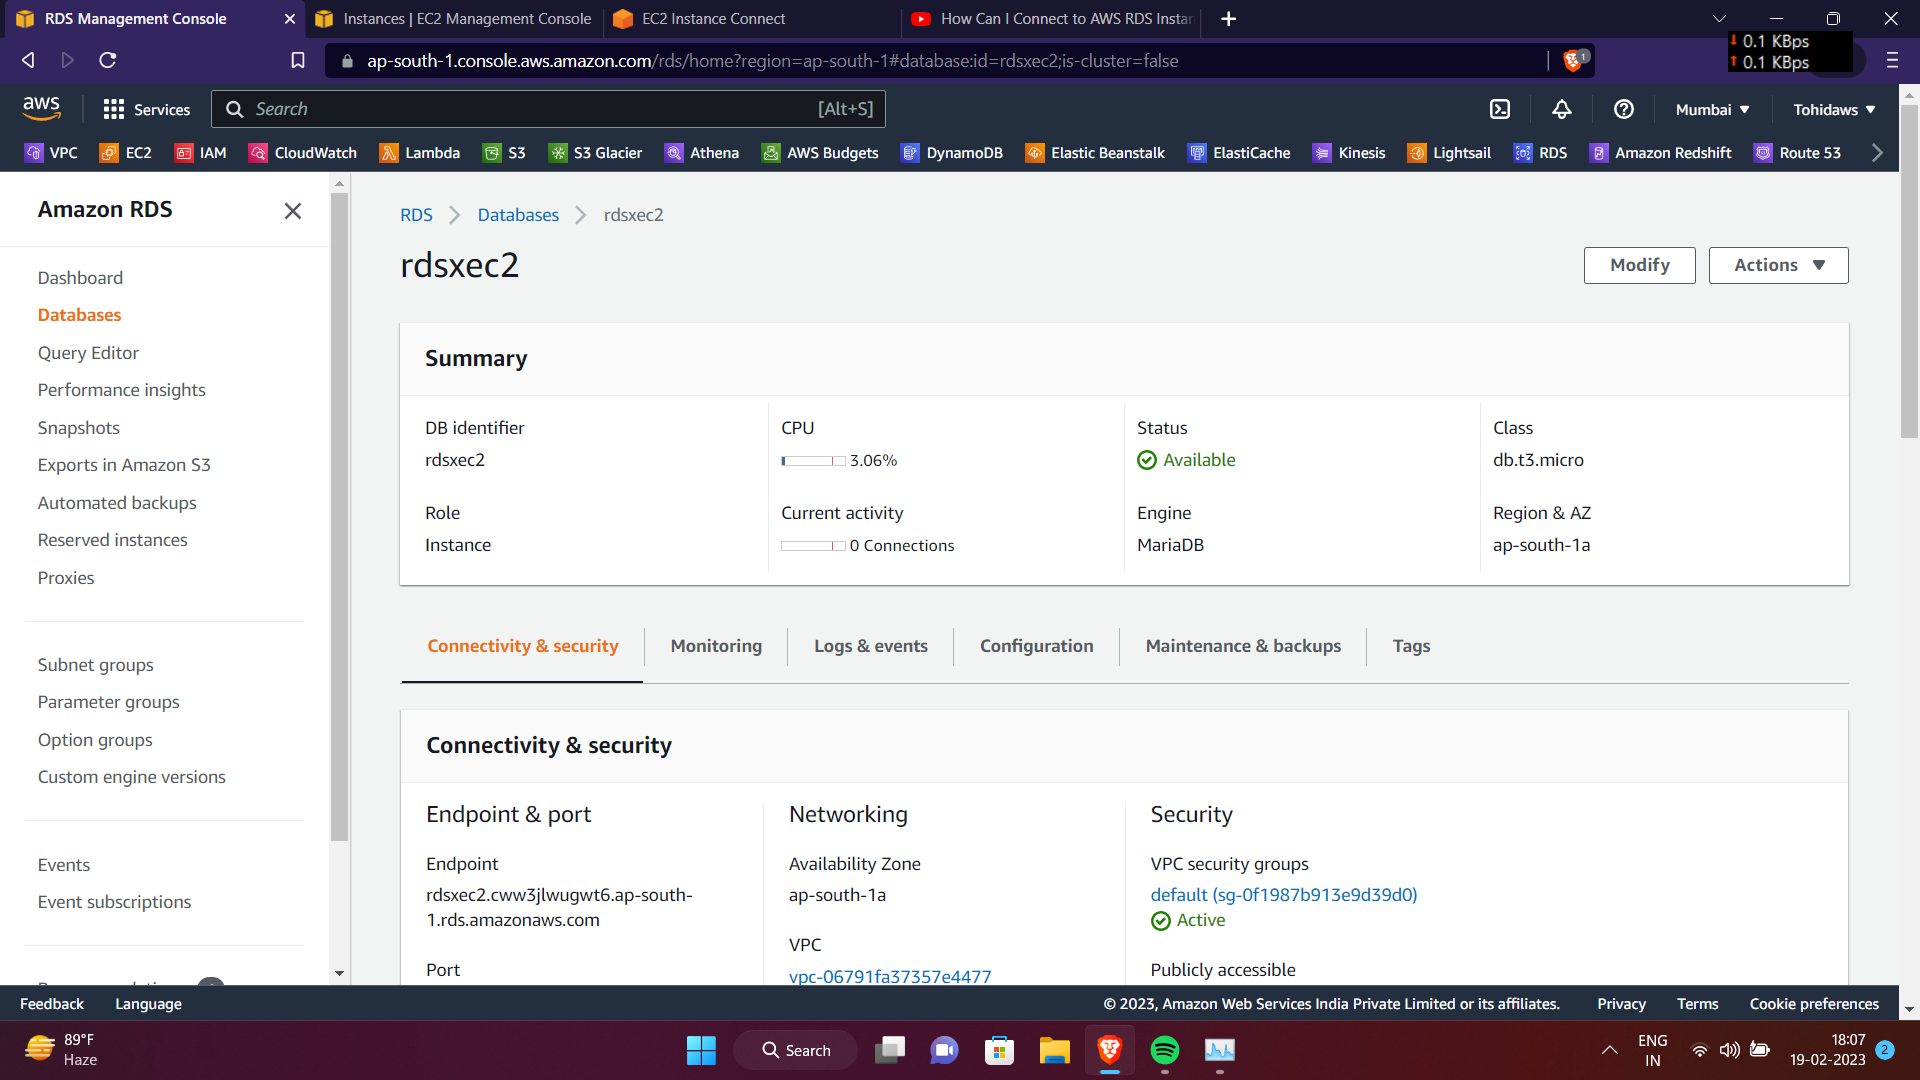 RDS Management Console
Instances | EC2 Management Console
EC2 Instance Connect
How Can I Connect to AWS RDS Instan
ap-south-1.console.aws.amazon.com/rds/home?region=ap-south-1#database:id=rdsxec2;is-cluster=false
1
0.1 KBps
0.1 KBps
aws
Services
Search
[Alt+S]
Mumbai
Tohidaws
VPC
EC2
IAM
CloudWatch
Lambda
S3
S3 Glacier
Athena
AWS Budgets
DynamoDB
Elastic Beanstalk
ElastiCache
Kinesis
Lightsail
RDS
Amazon Redshift
Route 53
Amazon RDS
Dashboard
Databases
Query Editor
Performance insights
Snapshots
Exports in Amazon S3
Automated backups
Reserved instances
Proxies
Subnet groups
Parameter groups
Option groups
Custom engine versions
Events
Event subscriptions
RDS
Databases
rdsxec2
rdsxec2
Modify
Actions
Summary
DB identifier
rdsxec2
CPU
3.06%
Status
Available
Class
db.t3.micro
Role
Instance
Current activity
0 Connections
Engine
MariaDB
Region & AZ
ap-south-1a
Connectivity & security
Monitoring
Logs & events
Configuration
Maintenance & backups
Tags
Connectivity & security
Endpoint & port
Endpoint
rdsxec2.cww3jlwugwt6.ap-south-
1.rds.amazonaws.com
Port
Networking
Availability Zone
ap-south-1a
VPC
vpc-06791fa37357e4477
Security
VPC security groups
default (sg-0f1987b913e9d39d0)
Active
Publicly accessible
Feedback
Language
© 2023, Amazon Web Services India Private Limited or its affiliates.
Privacy
Terms
Cookie preferences
89°F
Haze
Search
ENG
IN
18:07
19-02-2023
2